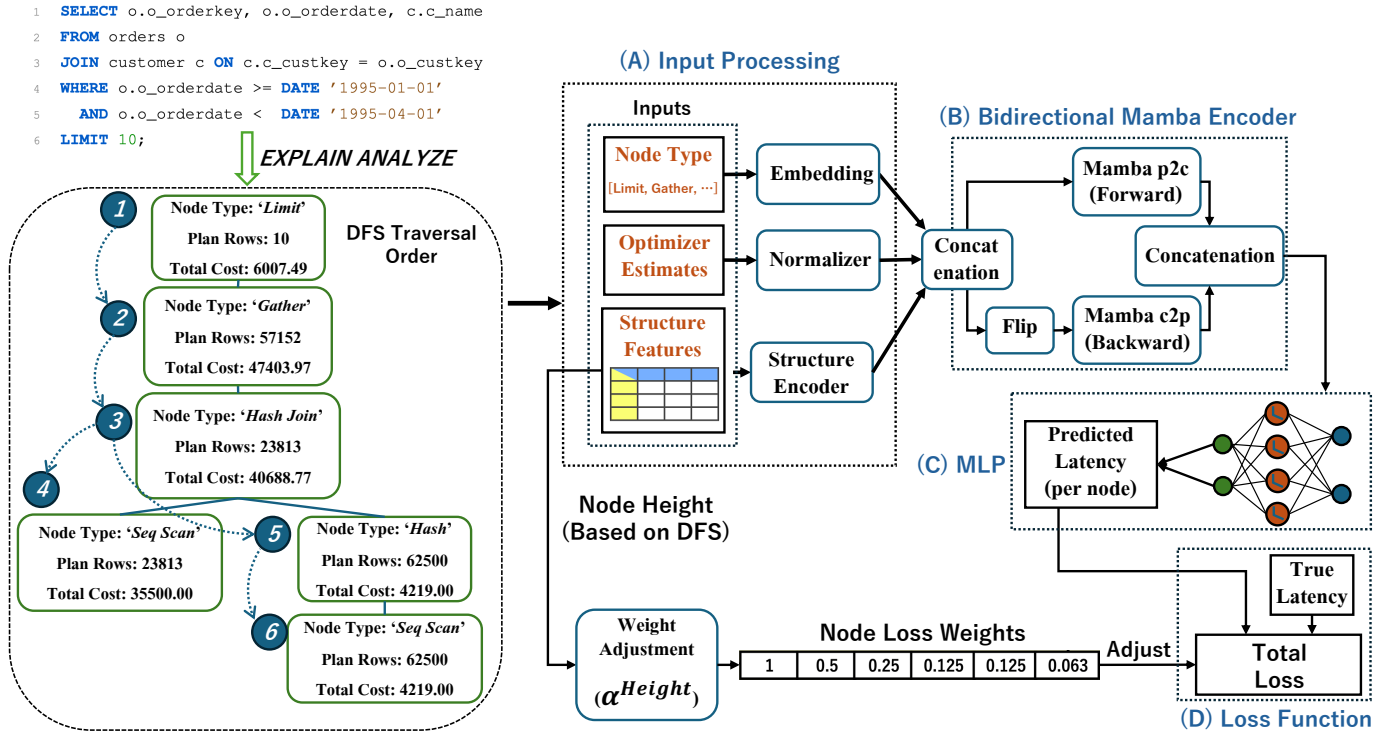 1 SELECT o.o_orderkey, o.o_orderdate, c.c_name
2 FROM orders o
3 JOIN customer c ON c.c_custkey = o.o_custkey
4 WHERE o.o_orderdate >= DATE '1995-01-01'
5 AND o.o_orderdate < DATE '1995-04-01'
6 LIMIT 10;
EXPLAIN ANALYZE
DFS Traversal
Order
1
Node Type: 'Limit'
Plan Rows: 10
Total Cost: 6007.49
2
Node Type: 'Gather'
Plan Rows: 57152
Total Cost: 47403.97
3
Node Type: 'Hash Join'
Plan Rows: 23813
Total Cost: 40688.77
4
Node Type: 'Seq Scan'
Plan Rows: 23813
Total Cost: 35500.00
5
Node Type: 'Hash'
Plan Rows: 62500
Total Cost: 4219.00
6
Node Type: 'Seq Scan'
Plan Rows: 62500
Total Cost: 4219.00
(A) Input Processing
Inputs
Node Type
[Limit, Gather, ···]
Optimizer
Estimates
Structure
Features
Embedding
Normalizer
Structure
Encoder
Concat
enation
(B) Bidirectional Mamba Encoder
Mamba p2c
(Forward)
Flip
Mamba c2p
(Backward)
Concatenation
(C) MLP
Predicted
Latency
(per node)
Node Height
(Based on DFS)
Weight
Adjustment
(α^Height)
Node Loss Weights
1 0.5 0.25 0.125 0.125 0.063
Adjust
True
Latency
Total
Loss
(D) Loss Function